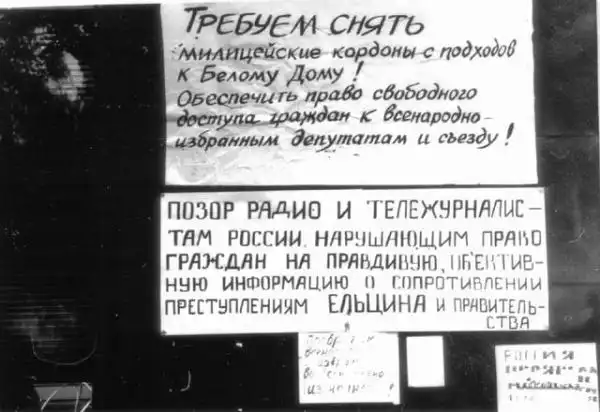 ТРЕБУЕМ СНЯТЬ
милицейские кордоны с подходов
к Белому Дому!
Обеспечить право свободного
доступа граждан к всенародно-
избранным депутатам и съезду!
ПОЗОР РАДИО И ТЕЛЕЖУРНАЛИС-
ТАМ РОССИИ, НАРУШАЮЩИМ ПРАВО
ГРАЖДАН НА ПРАВДИВУЮ, ОБЪЕКТИВ-
НУЮ ИНФОРМАЦИЮ О СОПРОТИВЛЕНИИ
ПРЕСТУПЛЕНИЯМ ЕЛЬЦИНА И ПРАВИТЕЛЬ-
СТВА
РОССИЯ